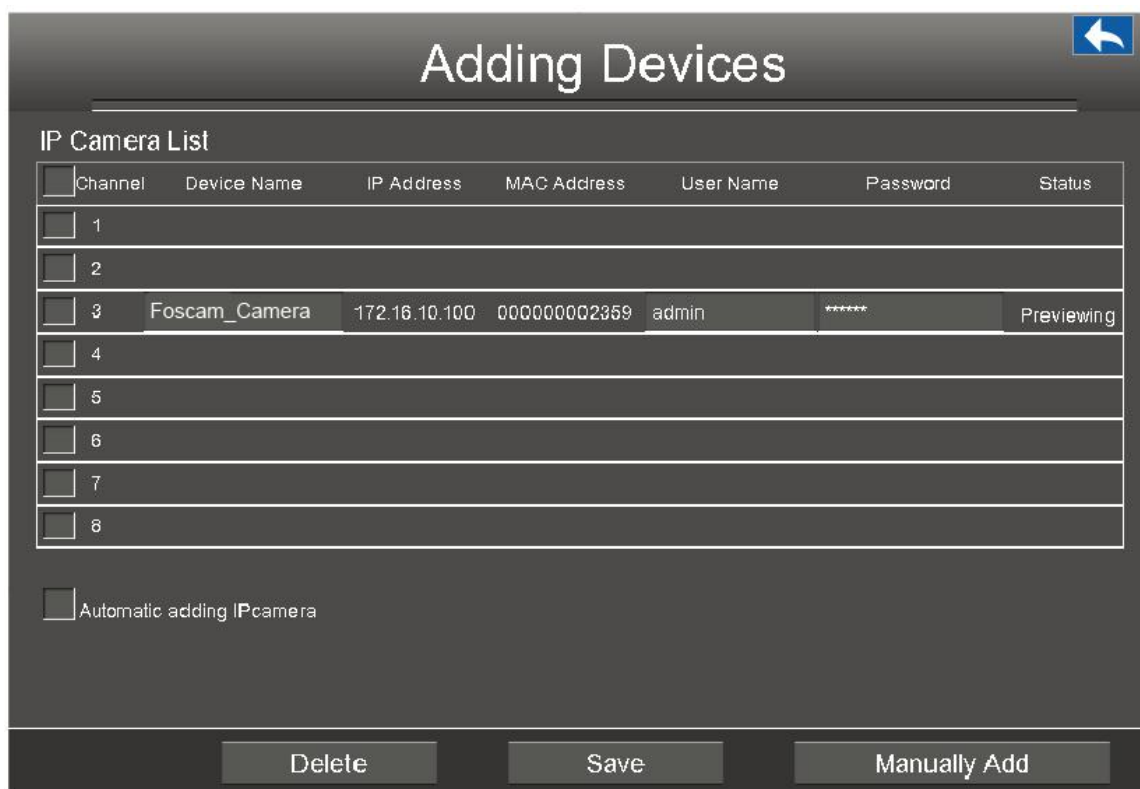 Adding Devices
IP Camera List
Channel Device Name IP Address MAC Address User Name Password Status
1
2
3 Foscam_Camera 172.16.10.100 000000002359 admin ****** Previewing
4
5
6
7
8
Automatic adding IPcamera
Delete Save Manually Add